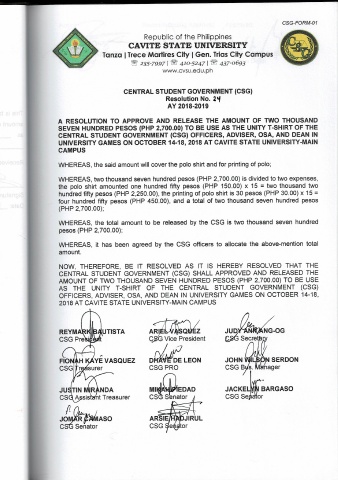 CSG-FORM-01
Republic of the Philippines
CAVITE STATE UNIVERSITY
Tanza | Trece Martires City | Gen. Trias City Campus
☏ 235-7997 | ☏ 410-5247 | ☏ 437-0693
www.cvsu.edu.ph
CENTRAL STUDENT GOVERNMENT (CSG)
Resolution No. 24
AY 2018-2019
A RESOLUTION TO APPROVE AND RELEASE THE AMOUNT OF TWO THOUSAND
SEVEN HUNDRED PESOS (PHP 2,700.00) TO BE USE AS THE UNITY T-SHIRT OF THE
CENTRAL STUDENT GOVERNMENT (CSG) OFFICERS, ADVISER, OSA, AND DEAN IN
UNIVERSITY GAMES ON OCTOBER 14-18, 2018 AT CAVITE STATE UNIVERSITY-MAIN
CAMPUS
WHEREAS, the said amount will cover the polo shirt and for printing of polo;
WHEREAS, two thousand seven hundred pesos (PHP 2,700.00) is divided to two expenses,
the polo shirt amounted one hundred fifty pesos (PHP 150.00) x 15 = two thousand two
hundred fifty pesos (PHP 2,250.00), the printing of polo shirt is 30 pesos (PHP 30.00) x 15 =
four hundred fifty pesos (PHP 450.00), and a total of two thousand seven hundred pesos
(PHP 2,700.00);
WHEREAS, the total amount to be released by the CSG is two thousand seven hundred
pesos (PHP 2,700.00);
WHEREAS, it has been agreed by the CSG officers to allocate the above-mention total
amount.
NOW, THEREFORE, BE IT RESOLVED AS IT IS HEREBY RESOLVED THAT THE
CENTRAL STUDENT GOVERNMENT (CSG) SHALL APPROVED AND RELEASED THE
AMOUNT OF TWO THOUSAND SEVEN HUNDRED PESOS (PHP 2,700.00) TO BE USE
AS THE UNITY T-SHIRT OF THE CENTRAL STUDENT GOVERNMENT (CSG)
OFFICERS, ADVISER, OSA, AND DEAN IN UNIVERSITY GAMES ON OCTOBER 14-18,
2018 AT CAVITE STATE UNIVERSITY-MAIN CAMPUS
REYMARK BAUTISTA ARIEL VASQUEZ JUDY ANN ANG-OG
CSG President CSG Vice President CSG Secretary
FIONAH KAYE VASQUEZ DHAVE DE LEON JOHN WILSON SERDON
CSG Treasurer CSG PRO CSG Bus. Manager
JUSTIN MIRANDA JACKELIN BARGASO
CSG Assistant Treasurer CSG Senator CSG Senator
JOMAR CAMASO ARSIE HADJIRUL
CSG Senator CSG Senator